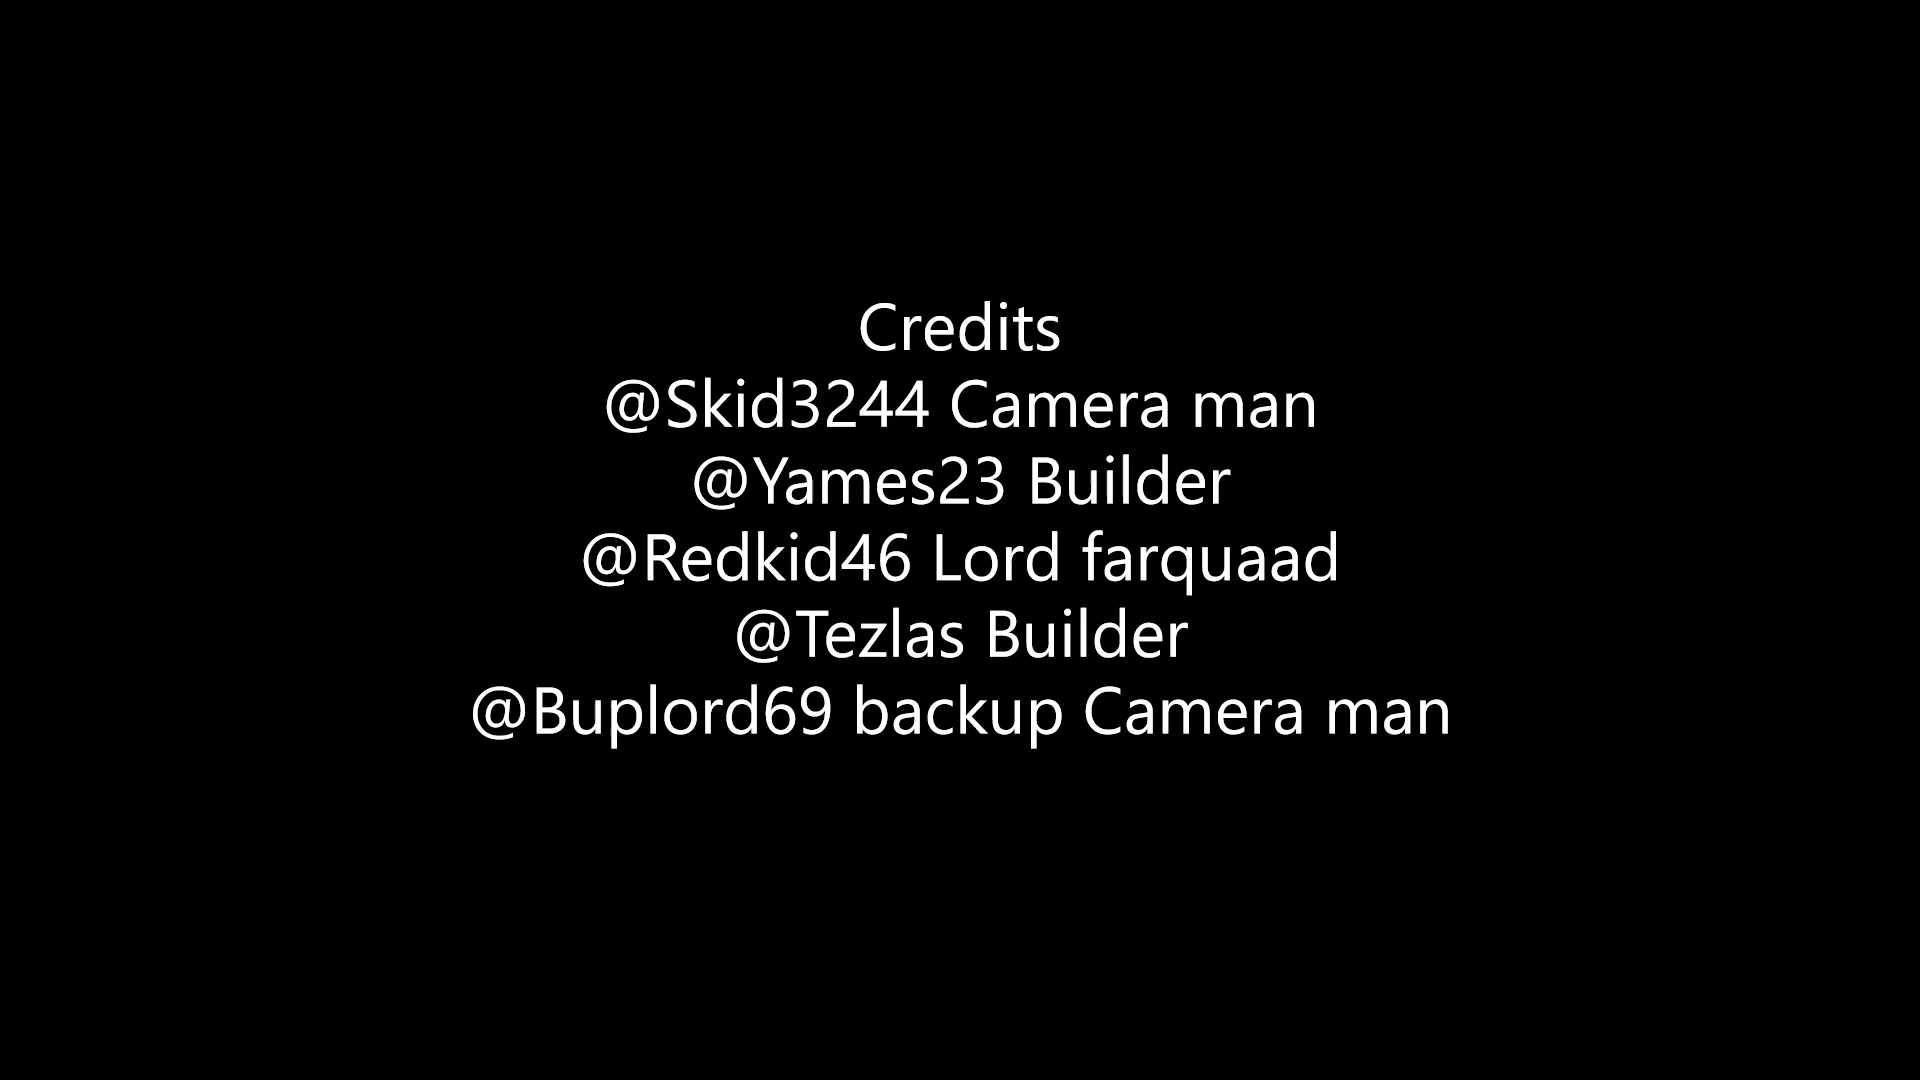 Credits
@Skid3244 Camera man
@Yames23 Builder
@Redkid46 Lord farquaad
@Tezlas Builder
@Buplord69 backup Camera man